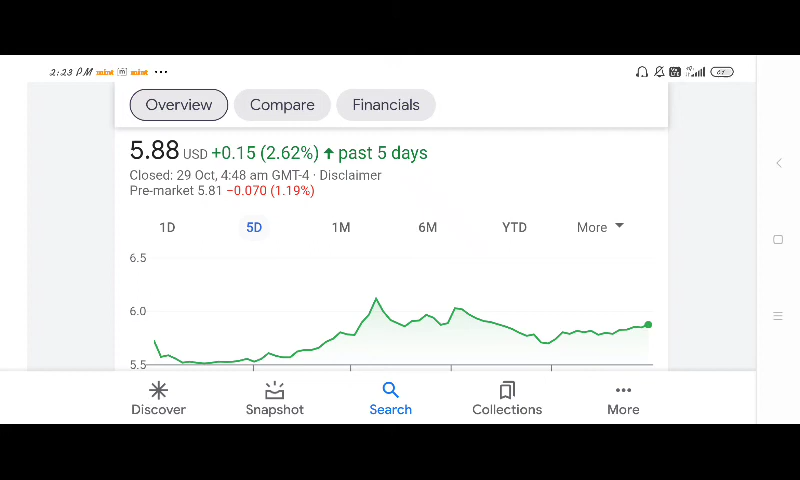 2:23 PM mint m mint ...
Overview Compare Financials
5.88 USD +0.15 (2.62%) ↑ past 5 days
Closed: 29 Oct, 4:48 am GMT-4 · Disclaimer
Pre-market 5.81 −0.070 (1.19%)
1D 5D 1M 6M YTD More
6.5
6.0
5.5
Discover Snapshot Search Collections More